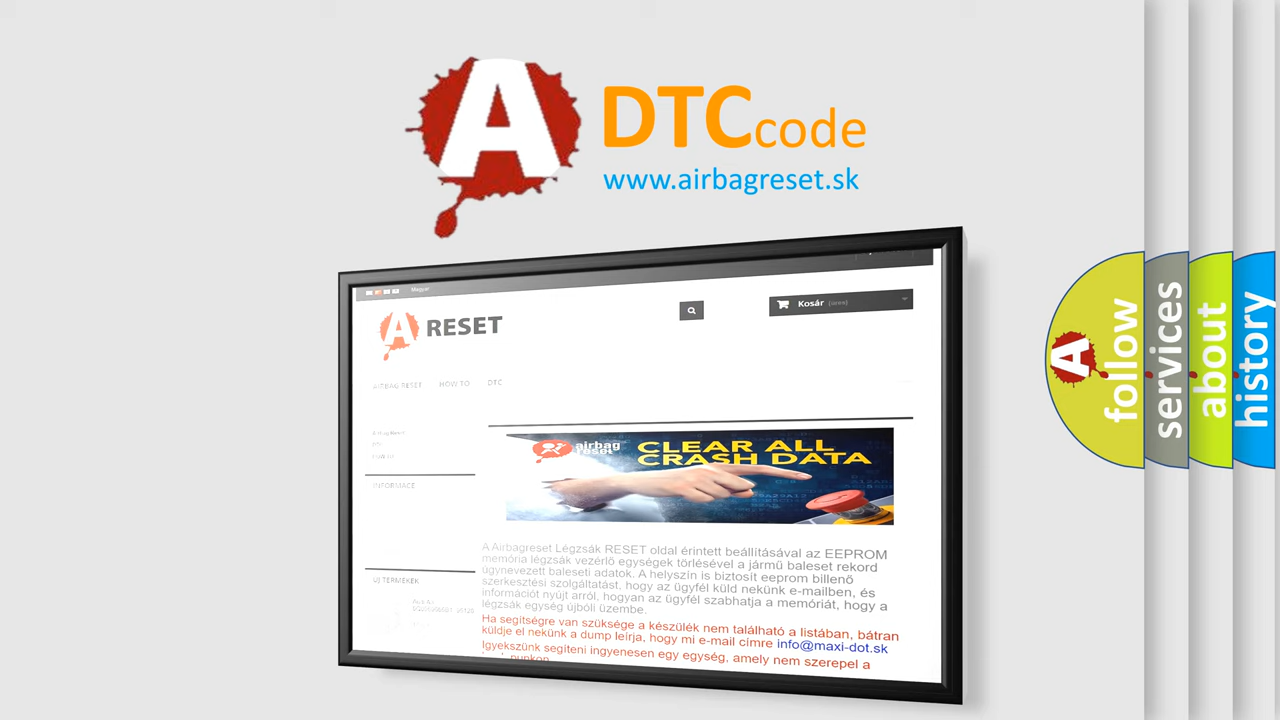 A
DTC code
www.airbagreset.sk
Magyar
A RESET
Kosár (üres)
AIRBAG RESET HOW TO DTC
INFORMACE
ÚJ TERMÉKEK
airbag
reset
CLEAR ALL
CRASH DATA
A Airbagreset Légzsák RESET oldal érintett beállításával az EEPROM
memória légzsák vezérlő egységek törlésével a jármű baleset rekord
úgynevezett baleseti adatok. A helyszín is biztosít eeprom billenő
szerkesztési szolgáltatást, hogy az ügyfél küld nekünk e-mailben, és
információt nyújt arról, hogyan az ügyfél szabhatja a memóriát, hogy a
légzsák egység újbóli üzembe.
Ha segítségre van szüksége a készülék nem található a listában, bátran
küldje el nekünk a dump leírja, hogy mi e-mail címre info@maxi-dot.sk
Igyekszünk segíteni ingyenesen egy egység, amely nem szerepel a
A
follow
services
about
history